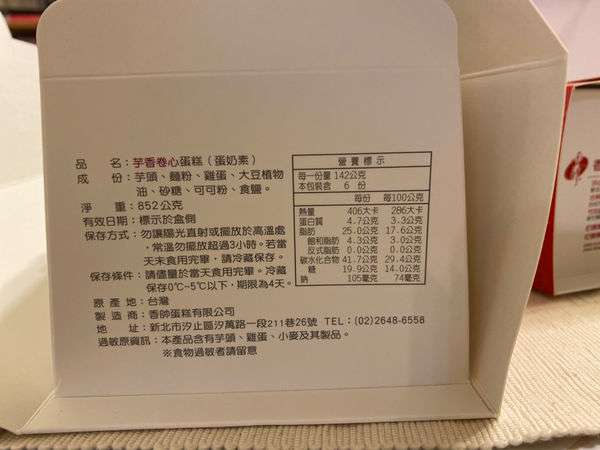 品名：芋香卷心蛋糕（蛋奶素）
成份：芋頭、麵粉、雞蛋、大豆植物
油、砂糖、可可粉、食鹽。
淨重：852公克
有效日期：標示於盒側
保存方式：勿讓陽光直射或擺放於高溫處
，常溫勿擺放超過3小時。若當
天未食用完畢，請冷藏保存。
保存條件：請儘量於當天食用完畢。冷藏
保存0℃~5℃以下，期限為4天。
原產地：台灣
製造商：香帥蛋糕有限公司
地址：新北市汐止區汐萬路一段211巷26號 TEL：(02)2648-6558
過敏原資訊：本產品含有芋頭、雞蛋、小麥及其製品。
※食物過敏者請留意
營養標示
每一份量 142公克
本包裝含 6 份
每份 每100公克
熱量 406大卡 286大卡
蛋白質 4.7公克 3.3公克
脂肪 25.0公克 17.6公克
飽和脂肪 4.3公克 3.0公克
反式脂肪 0.0公克 0.0公克
碳水化合物 41.7公克 29.4公克
糖 19.9公克 14.0公克
鈉 105毫克 74毫克